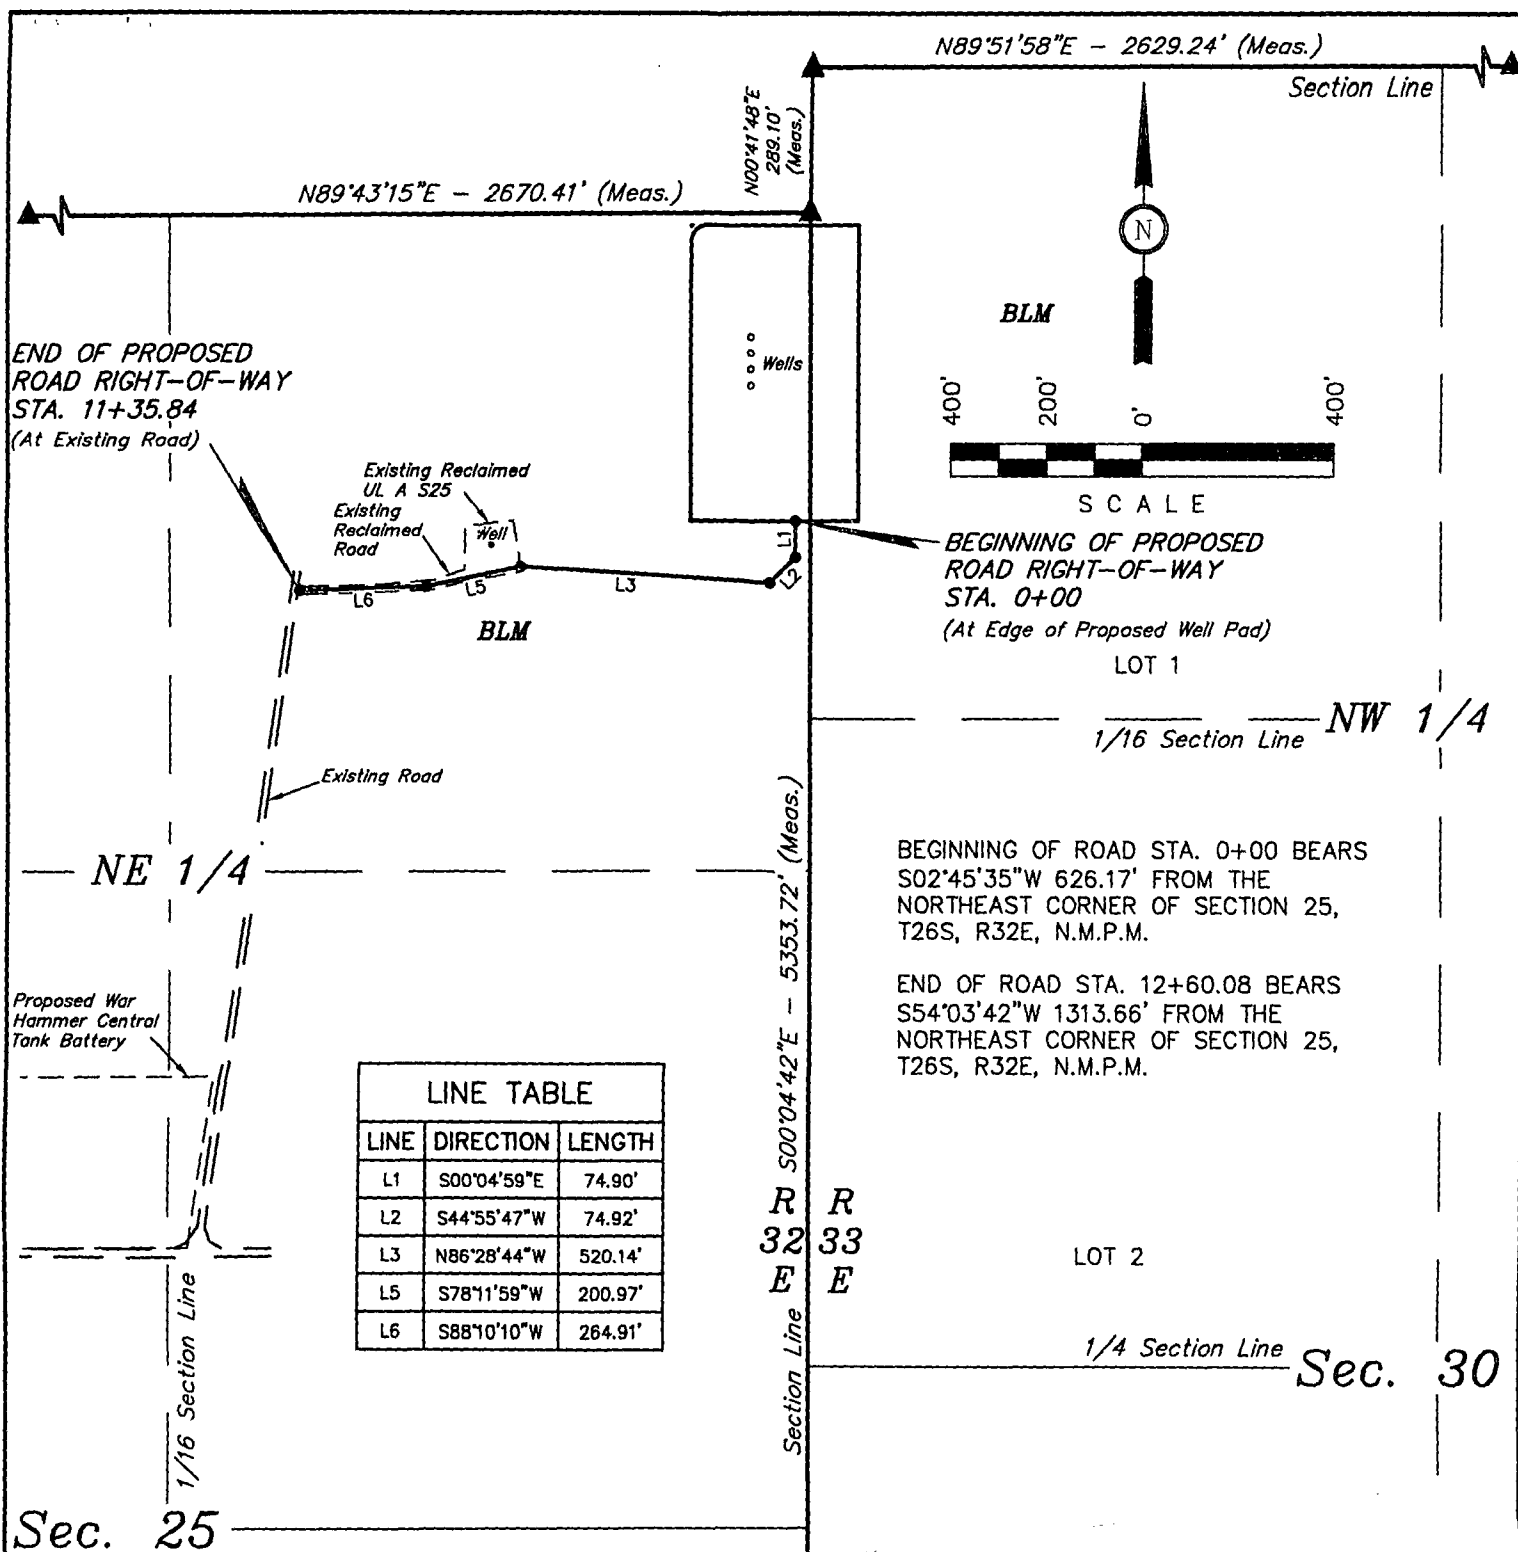 N89°51'58"E - 2629.24' (Meas.)
Section Line
N00°41'48"E
289.10'
(Meas.)
N89°43'15"E - 2670.41' (Meas.)
N
BLM
Wells
END OF PROPOSED
ROAD RIGHT-OF-WAY
STA. 11+35.84
(At Existing Road)
400' 200' 0' 400'
SCALE
Existing Reclaimed
UL A S25
Existing
Reclaimed
Road
Well
L1
L2
L3
L5
L6
BLM
BEGINNING OF PROPOSED
ROAD RIGHT-OF-WAY
STA. 0+00
(At Edge of Proposed Well Pad)
LOT 1
NW 1/4
1/16 Section Line
Existing Road
NE 1/4
S00°04'42"E - 5353.72' (Meas.)
BEGINNING OF ROAD STA. 0+00 BEARS
S02°45'35"W 626.17' FROM THE
NORTHEAST CORNER OF SECTION 25,
T26S, R32E, N.M.P.M.
END OF ROAD STA. 12+60.08 BEARS
S54°03'42"W 1313.66' FROM THE
NORTHEAST CORNER OF SECTION 25,
T26S, R32E, N.M.P.M.
Proposed War
Hammer Central
Tank Battery
LINE TABLE
LINE DIRECTION LENGTH
L1 S00°04'59"E 74.90'
L2 S44°55'47"W 74.92'
L3 N86°28'44"W 520.14'
L5 S78°11'59"W 200.97'
L6 S88°10'10"W 264.91'
R R
32 33
E E
LOT 2
1/16 Section Line
Section Line
1/4 Section Line
Sec. 30
Sec. 25